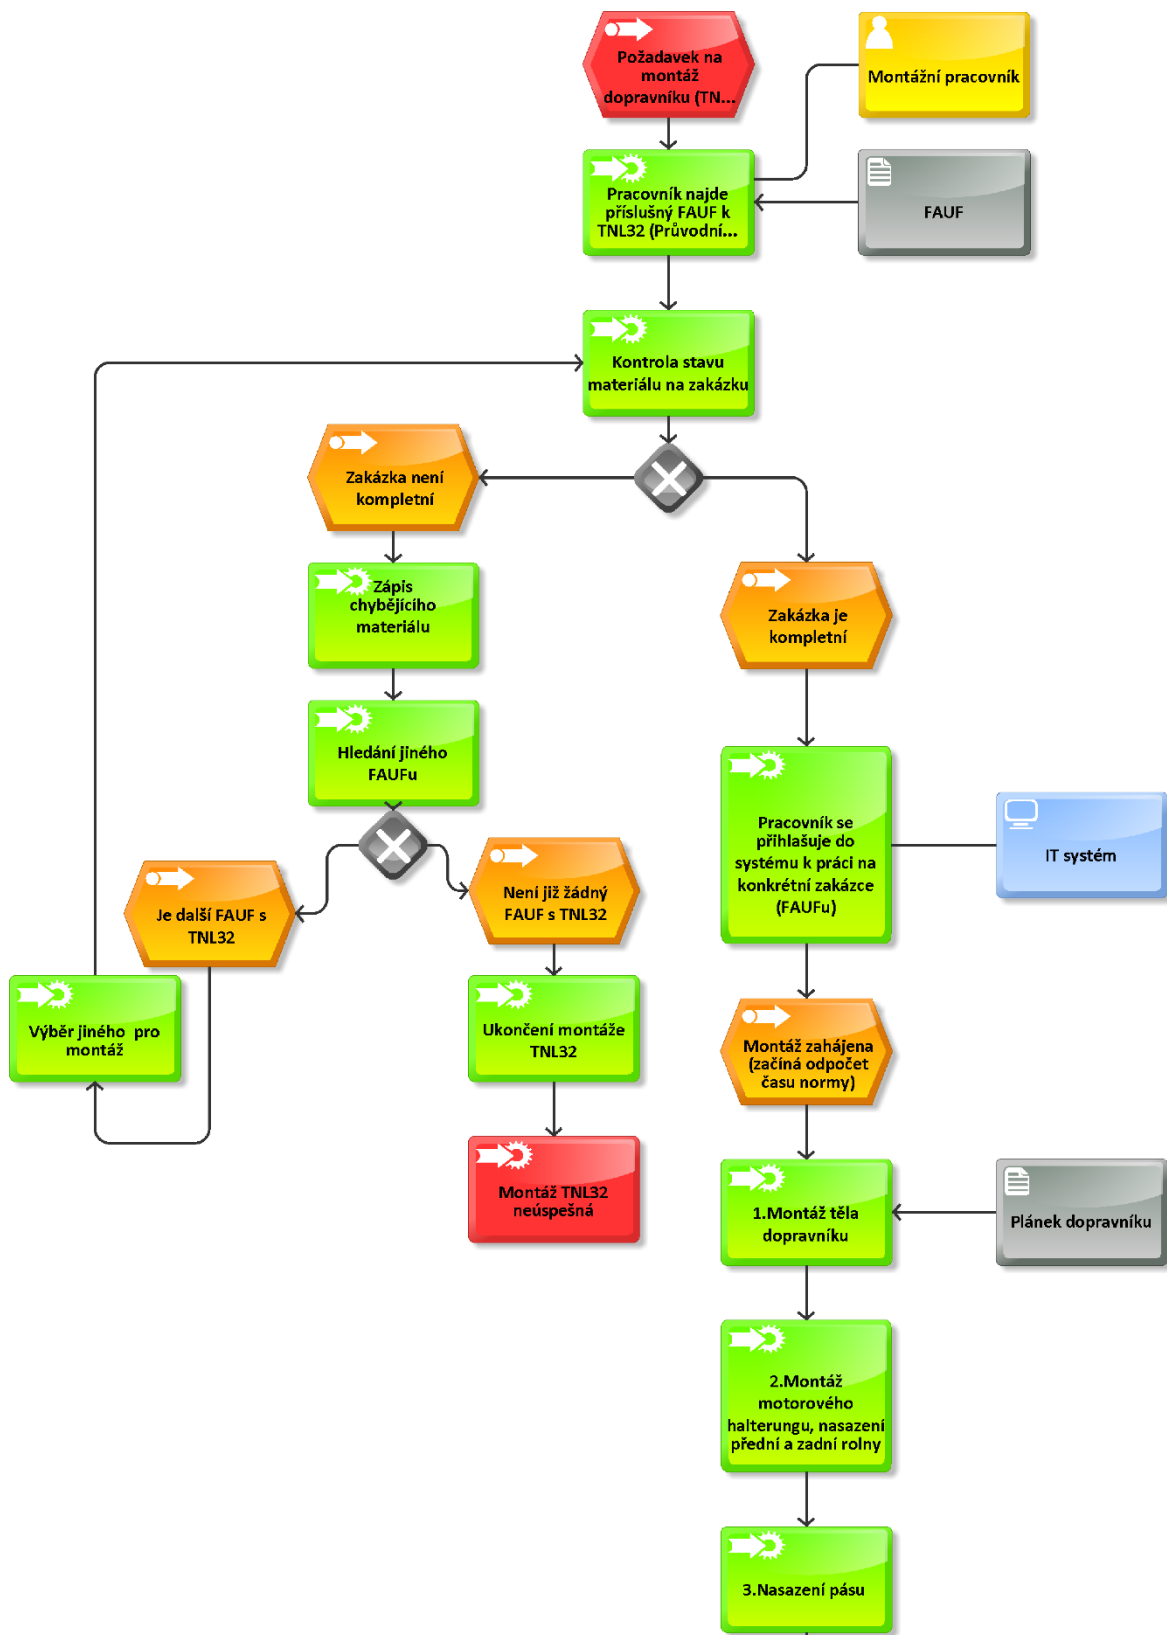 Požadavek na
montáž
dopravníku (TN...
Montážní pracovník
Pracovník najde
příslušný FAUF k
TNL32 (Průvodní...
FAUF
Kontrola stavu
materiálu na zakázku
Zakázka není
kompletní
Zápis
chybějícího
materiálu
Zakázka je
kompletní
Hledání jiného
FAUFu
Pracovník se
přihlašuje do
systému k práci na
konkrétní zakázce
(FAUFu)
IT systém
Je další FAUF s
TNL32
Není již žádný
FAUF s TNL32
Výběr jiného  pro
montáž
Ukončení montáže
TNL32
Montáž zahájena
(začíná odpočet
času normy)
Montáž TNL32
neúspešná
1.Montáž těla
dopravníku
Plánek dopravníku
2.Montáž
motorového
halterungu, nasazení
přední a zadní rolny
3.Nasazení pásu